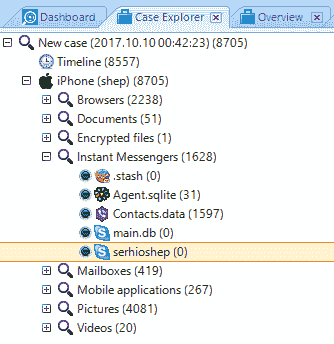 Dashboard Case Explorer Overview
New case (2017.10.10 00:42:23) (8705)
Timeline (8557)
iPhone (shep) (8705)
Browsers (2238)
Documents (51)
Encrypted files (1)
Instant Messengers (1628)
.stash (0)
Agent.sqlite (31)
Contacts.data (1597)
main.db (0)
serhioshep (0)
Mailboxes (419)
Mobile applications (267)
Pictures (4081)
Videos (20)